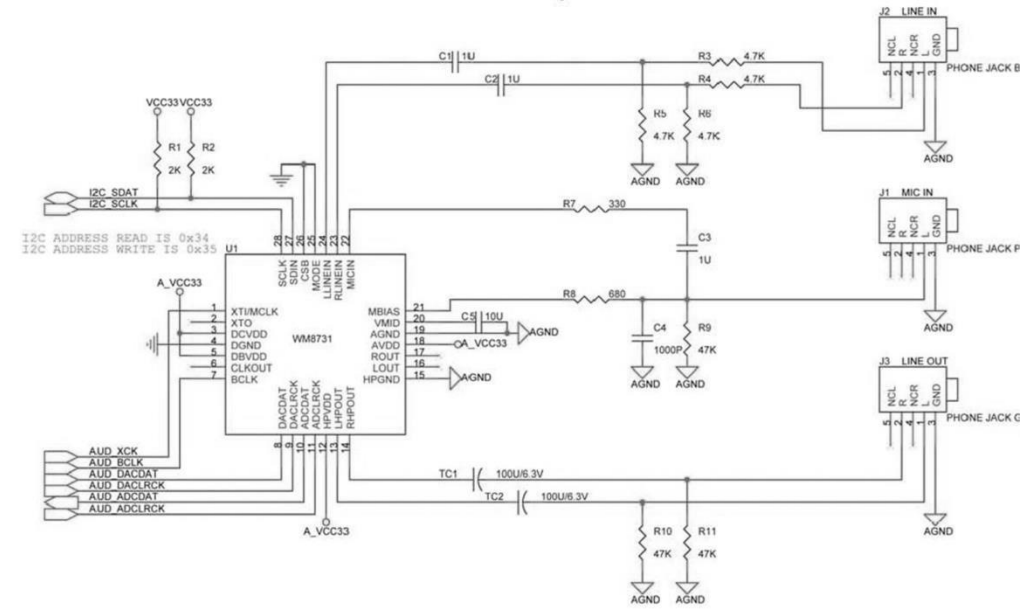 J2 LINE IN
NCL R NCR L GND
5 2 4 1 3
PHONE JACK B
AGND
C1 1U
C2 1U
R3 4.7K
R4 4.7K
R5 4.7K
R6 4.7K
AGND AGND
VCC33 VCC33
R1 2K
R2 2K
I2C_SDAT
I2C_SCLK
I2C ADDRESS READ IS 0x34
I2C ADDRESS WRITE IS 0x35
J1 MIC IN
NCL R NCR L GND
5 2 4 1 3
PHONE JACK P
AGND
R7 330
C3 1U
R8 680
C4 1000P
R9 47K
AGND AGND
U1
28 27 26 25 24 23 22
SCLK SDIN CSB MODE LLINEIN RLINEIN MICIN
A_VCC33
1 XTI/MCLK
2 XTO
3 DCVDD
4 DGND
5 DBVDD
6 CLKOUT
7 BCLK
WM8731
MBIAS 21
VMID 20
AGND 19
AVDD 18
ROUT 17
LOUT 16
HPGND 15
C5 10U
AGND
A_VCC33
AGND
DACDAT DACLRCK ADCDAT ADCLRCK HPVDD LHPOUT RHPOUT
8 9 10 11 12 13 14
J3 LINE OUT
NCL R NCR L GND
5 2 4 1 3
PHONE JACK G
AGND
AUD_XCK
AUD_BCLK
AUD_DACDAT
AUD_DACLRCK
AUD_ADCDAT
AUD_ADCLRCK
A_VCC33
TC1 100U/6.3V
TC2 100U/6.3V
R10 47K
R11 47K
AGND AGND